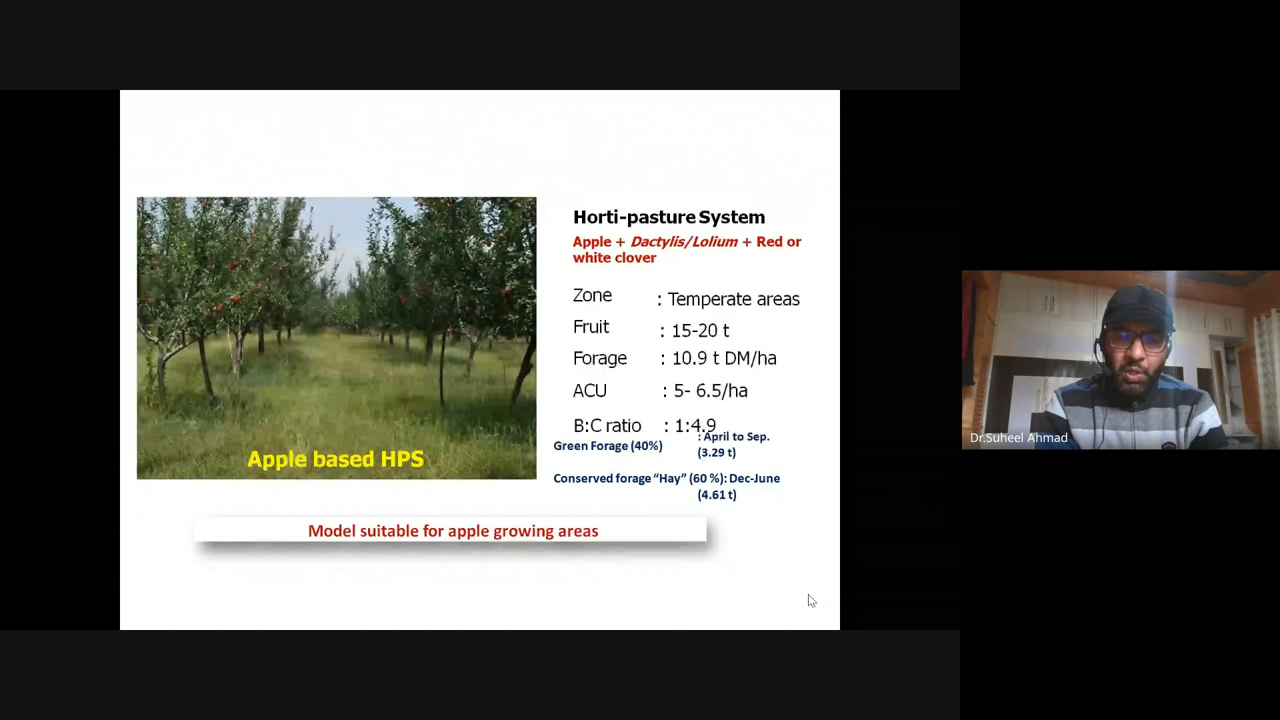 Horti-pasture System
Apple + Dactylis/Lolium + Red or
white clover
Zone : Temperate areas
Fruit : 15-20 t
Forage : 10.9 t DM/ha
ACU : 5- 6.5/ha
B:C ratio : 1:4.9
Green Forage (40%) : April to Sep.
(3.29 t)
Conserved forage “Hay” (60 %): Dec-June
(4.61 t)
Apple based HPS
Model suitable for apple growing areas
Dr.Suheel Ahmad